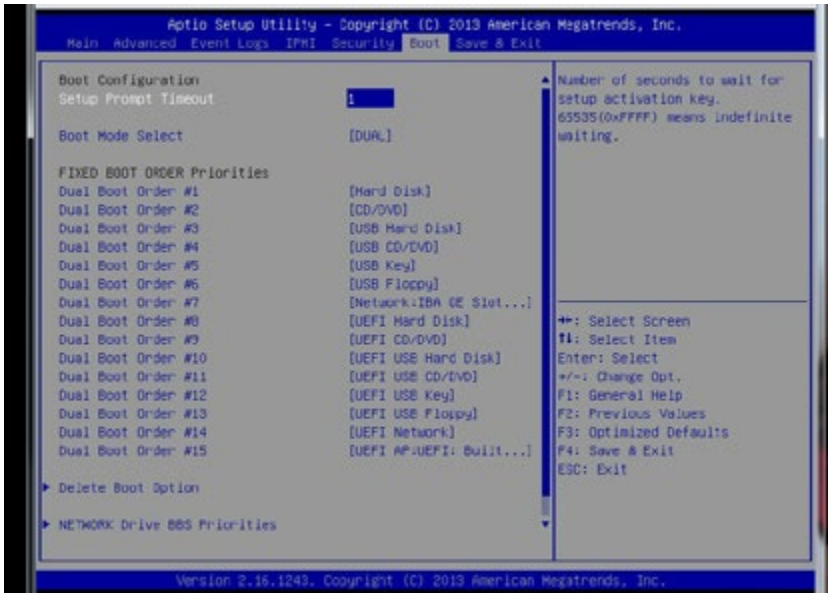 Aptio Setup Utility - Copyright (C) 2013 American Megatrends, Inc.
Main Advanced Event Logs IPMI Security Boot Save & Exit
Boot Configuration
Setup Prompt Timeout 1
Boot Mode Select [DUAL]
FIXED BOOT ORDER Priorities
Dual Boot Order #1 [Hard Disk]
Dual Boot Order #2 [CD/DVD]
Dual Boot Order #3 [USB Hard Disk]
Dual Boot Order #4 [USB CD/DVD]
Dual Boot Order #5 [USB Key]
Dual Boot Order #6 [USB Floppy]
Dual Boot Order #7 [Network:IBA GE Slot...]
Dual Boot Order #8 [UEFI Hard Disk]
Dual Boot Order #9 [UEFI CD/DVD]
Dual Boot Order #10 [UEFI USB Hard Disk]
Dual Boot Order #11 [UEFI USB CD/DVD]
Dual Boot Order #12 [UEFI USB Key]
Dual Boot Order #13 [UEFI USB Floppy]
Dual Boot Order #14 [UEFI Network]
Dual Boot Order #15 [UEFI AP:UEFI: Built...]
Delete Boot Option
NETWORK Drive BBS Priorities
Number of seconds to wait for
setup activation key.
65535(0xFFFF) means indefinite
waiting.
→←: Select Screen
↑↓: Select Item
Enter: Select
+/-: Change Opt.
F1: General Help
F2: Previous Values
F3: Optimized Defaults
F4: Save & Exit
ESC: Exit
Version 2.16.1243. Copyright (C) 2013 American Megatrends, Inc.